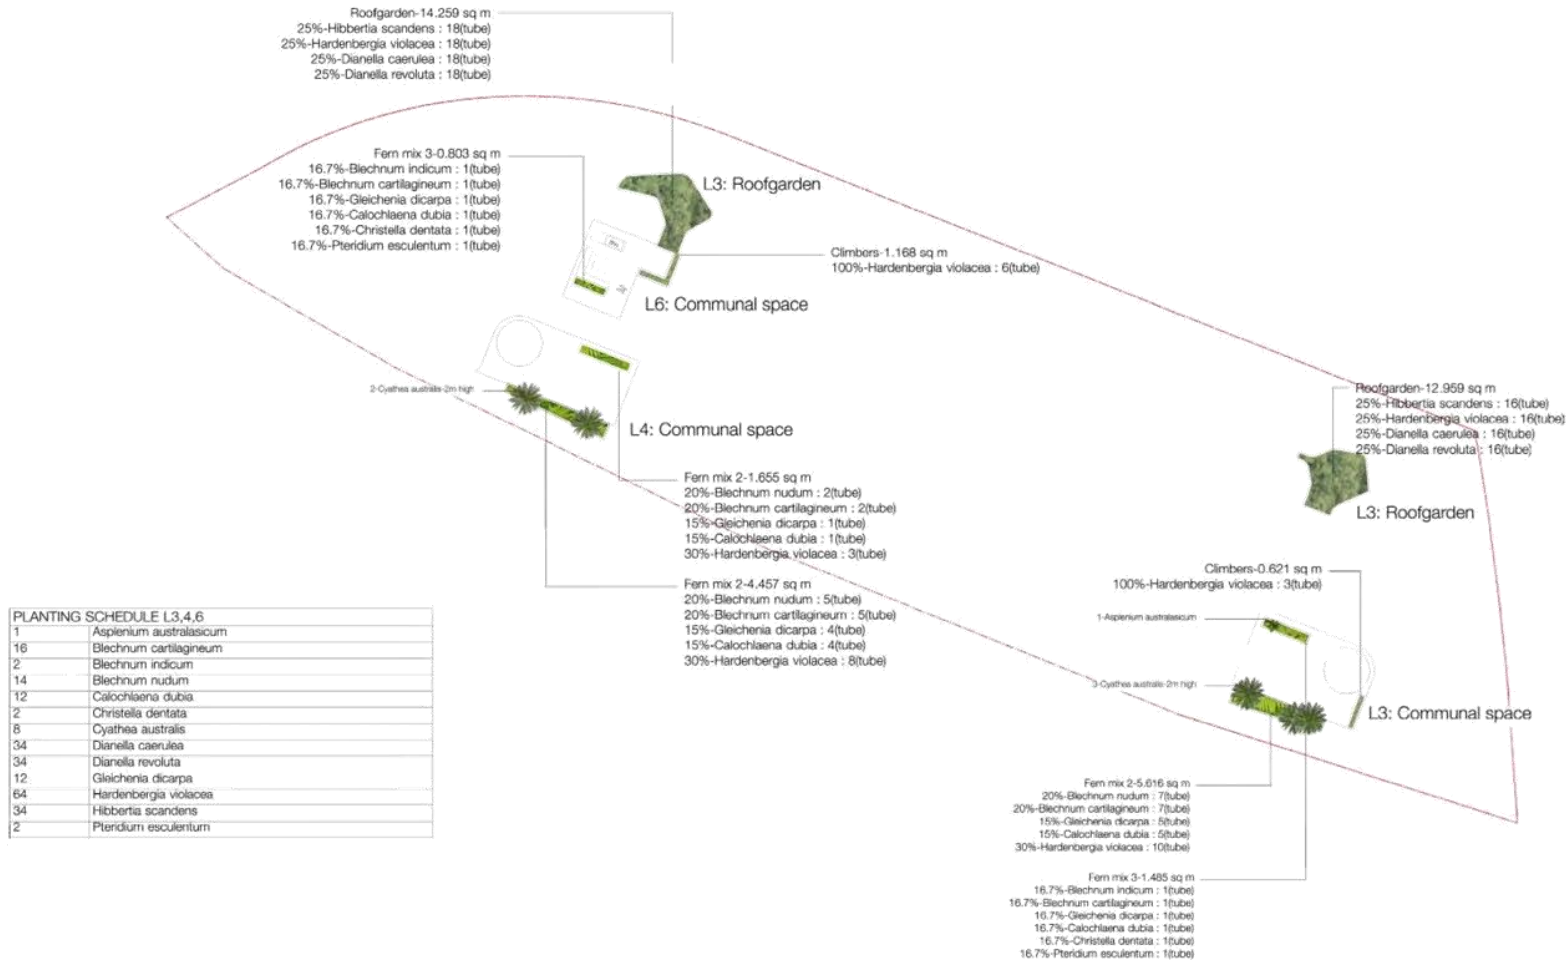 Roofgarden-14.259 sq m
25%-Hibbertia scandens : 18(tube)
25%-Hardenbergia violacea : 18(tube)
25%-Dianella caerulea : 18(tube)
25%-Dianella revoluta : 18(tube)
Fern mix 3-0.803 sq m
16.7%-Blechnum indicum : 1(tube)
16.7%-Blechnum cartilagineum : 1(tube)
16.7%-Gleichenia dicarpa : 1(tube)
16.7%-Calochlaena dubia : 1(tube)
16.7%-Christella dentata : 1(tube)
16.7%-Pteridium esculentum : 1(tube)
L3: Roofgarden
Climbers-1.168 sq m
100%-Hardenbergia violacea : 6(tube)
L6: Communal space
2-Cyathea australis-2m high
L4: Communal space
Roofgarden-12.959 sq m
25%-Hibbertia scandens : 16(tube)
25%-Hardenbergia violacea : 16(tube)
25%-Dianella caerulea : 16(tube)
25%-Dianella revoluta : 16(tube)
L3: Roofgarden
Fern mix 2-1.655 sq m
20%-Blechnum nudum : 2(tube)
20%-Blechnum cartilagineum : 2(tube)
15%-Gleichenia dicarpa : 1(tube)
15%-Calochlaena dubia : 1(tube)
30%-Hardenbergia violacea : 3(tube)
Fern mix 2-4.457 sq m
20%-Blechnum nudum : 5(tube)
20%-Blechnum cartilagineum : 5(tube)
15%-Gleichenia dicarpa : 4(tube)
15%-Calochlaena dubia : 4(tube)
30%-Hardenbergia violacea : 8(tube)
Climbers-0.621 sq m
100%-Hardenbergia violacea : 3(tube)
1-Asplenium australasicum
3-Cyathea australis-2m high
L3: Communal space
Fern mix 2-5.616 sq m
20%-Blechnum nudum : 7(tube)
20%-Blechnum cartilagineum : 7(tube)
15%-Gleichenia dicarpa : 5(tube)
15%-Calochlaena dubia : 5(tube)
30%-Hardenbergia violacea : 10(tube)
Fern mix 3-1.485 sq m
16.7%-Blechnum indicum : 1(tube)
16.7%-Blechnum cartilagineum : 1(tube)
16.7%-Gleichenia dicarpa : 1(tube)
16.7%-Calochlaena dubia : 1(tube)
16.7%-Christella dentata : 1(tube)
16.7%-Pteridium esculentum : 1(tube)
PLANTING SCHEDULE L3,4,6
1 Asplenium australasicum
16 Blechnum cartilagineum
2 Blechnum indicum
14 Blechnum nudum
12 Calochlaena dubia
2 Christella dentata
8 Cyathea australis
34 Dianella caerulea
34 Dianella revoluta
12 Gleichenia dicarpa
64 Hardenbergia violacea
34 Hibbertia scandens
2 Pteridium esculentum